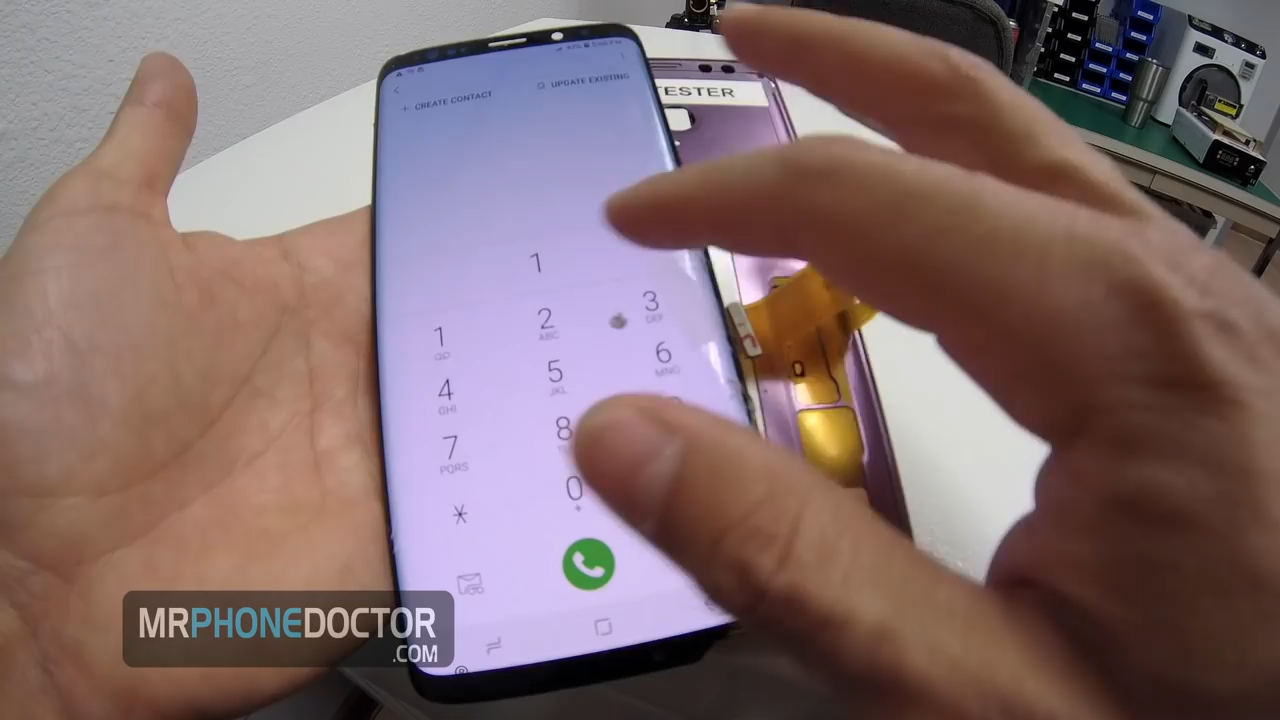 + CREATE CONTACT
UPDATE EXISTING
TESTER
1
1
2 ABC
3 DEF
4 GHI
5 JKL
6 MNO
7 PQRS
8
*
0 +
MRPHONEDOCTOR
.COM